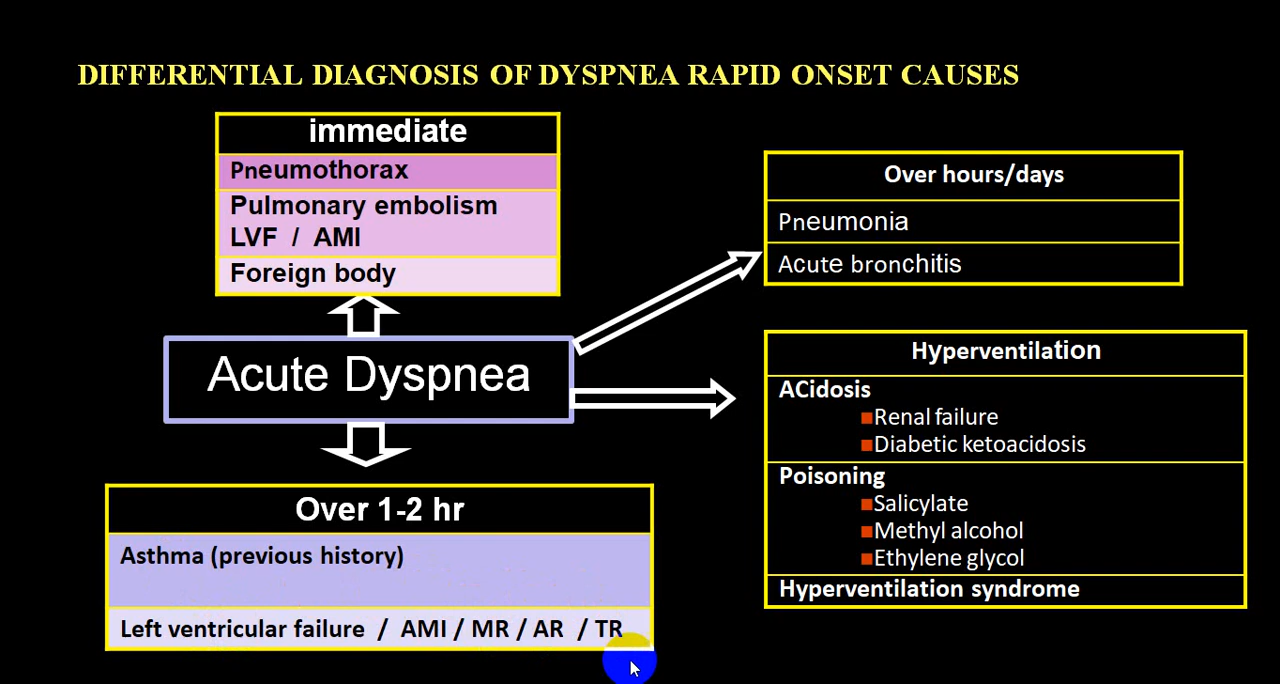 DIFFERENTIAL DIAGNOSIS OF DYSPNEA RAPID ONSET CAUSES
immediate
Pneumothorax
Pulmonary embolism
LVF / AMI
Foreign body
Over hours/days
Pneumonia
Acute bronchitis
Acute Dyspnea
Hyperventilation
ACidosis
Renal failure
Diabetic ketoacidosis
Poisoning
Salicylate
Methyl alcohol
Ethylene glycol
Hyperventilation syndrome
Over 1-2 hr
Asthma (previous history)
Left ventricular failure / AMI / MR / AR / TR